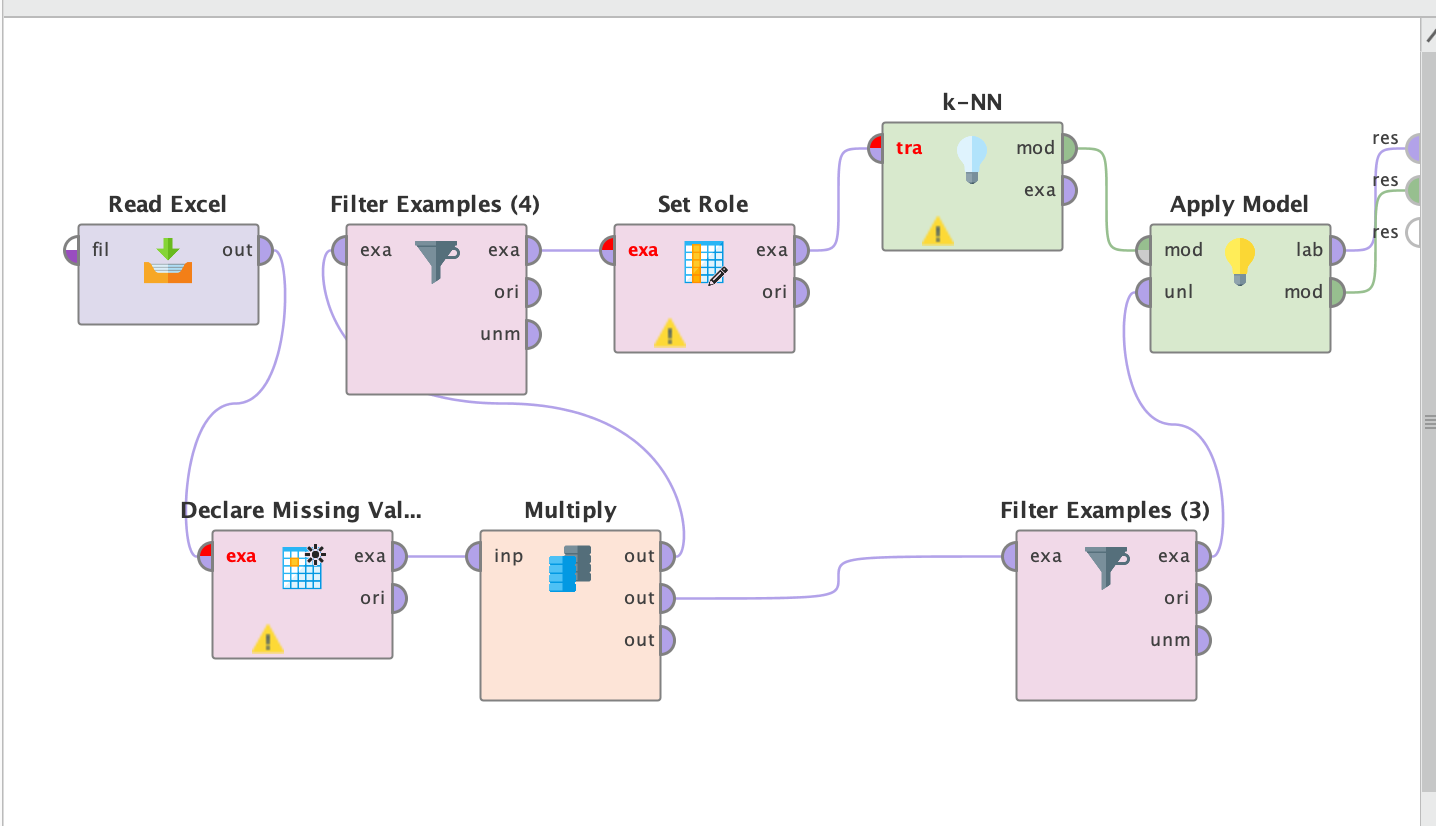 k-NN
tra mod
exa
res
res
res
Read Excel
fil out
Filter Examples (4)
exa exa
ori
unm
Set Role
exa exa
ori
Apply Model
mod lab
unl mod
Declare Missing Val...
exa exa
ori
Multiply
inp out
out
out
Filter Examples (3)
exa exa
ori
unm